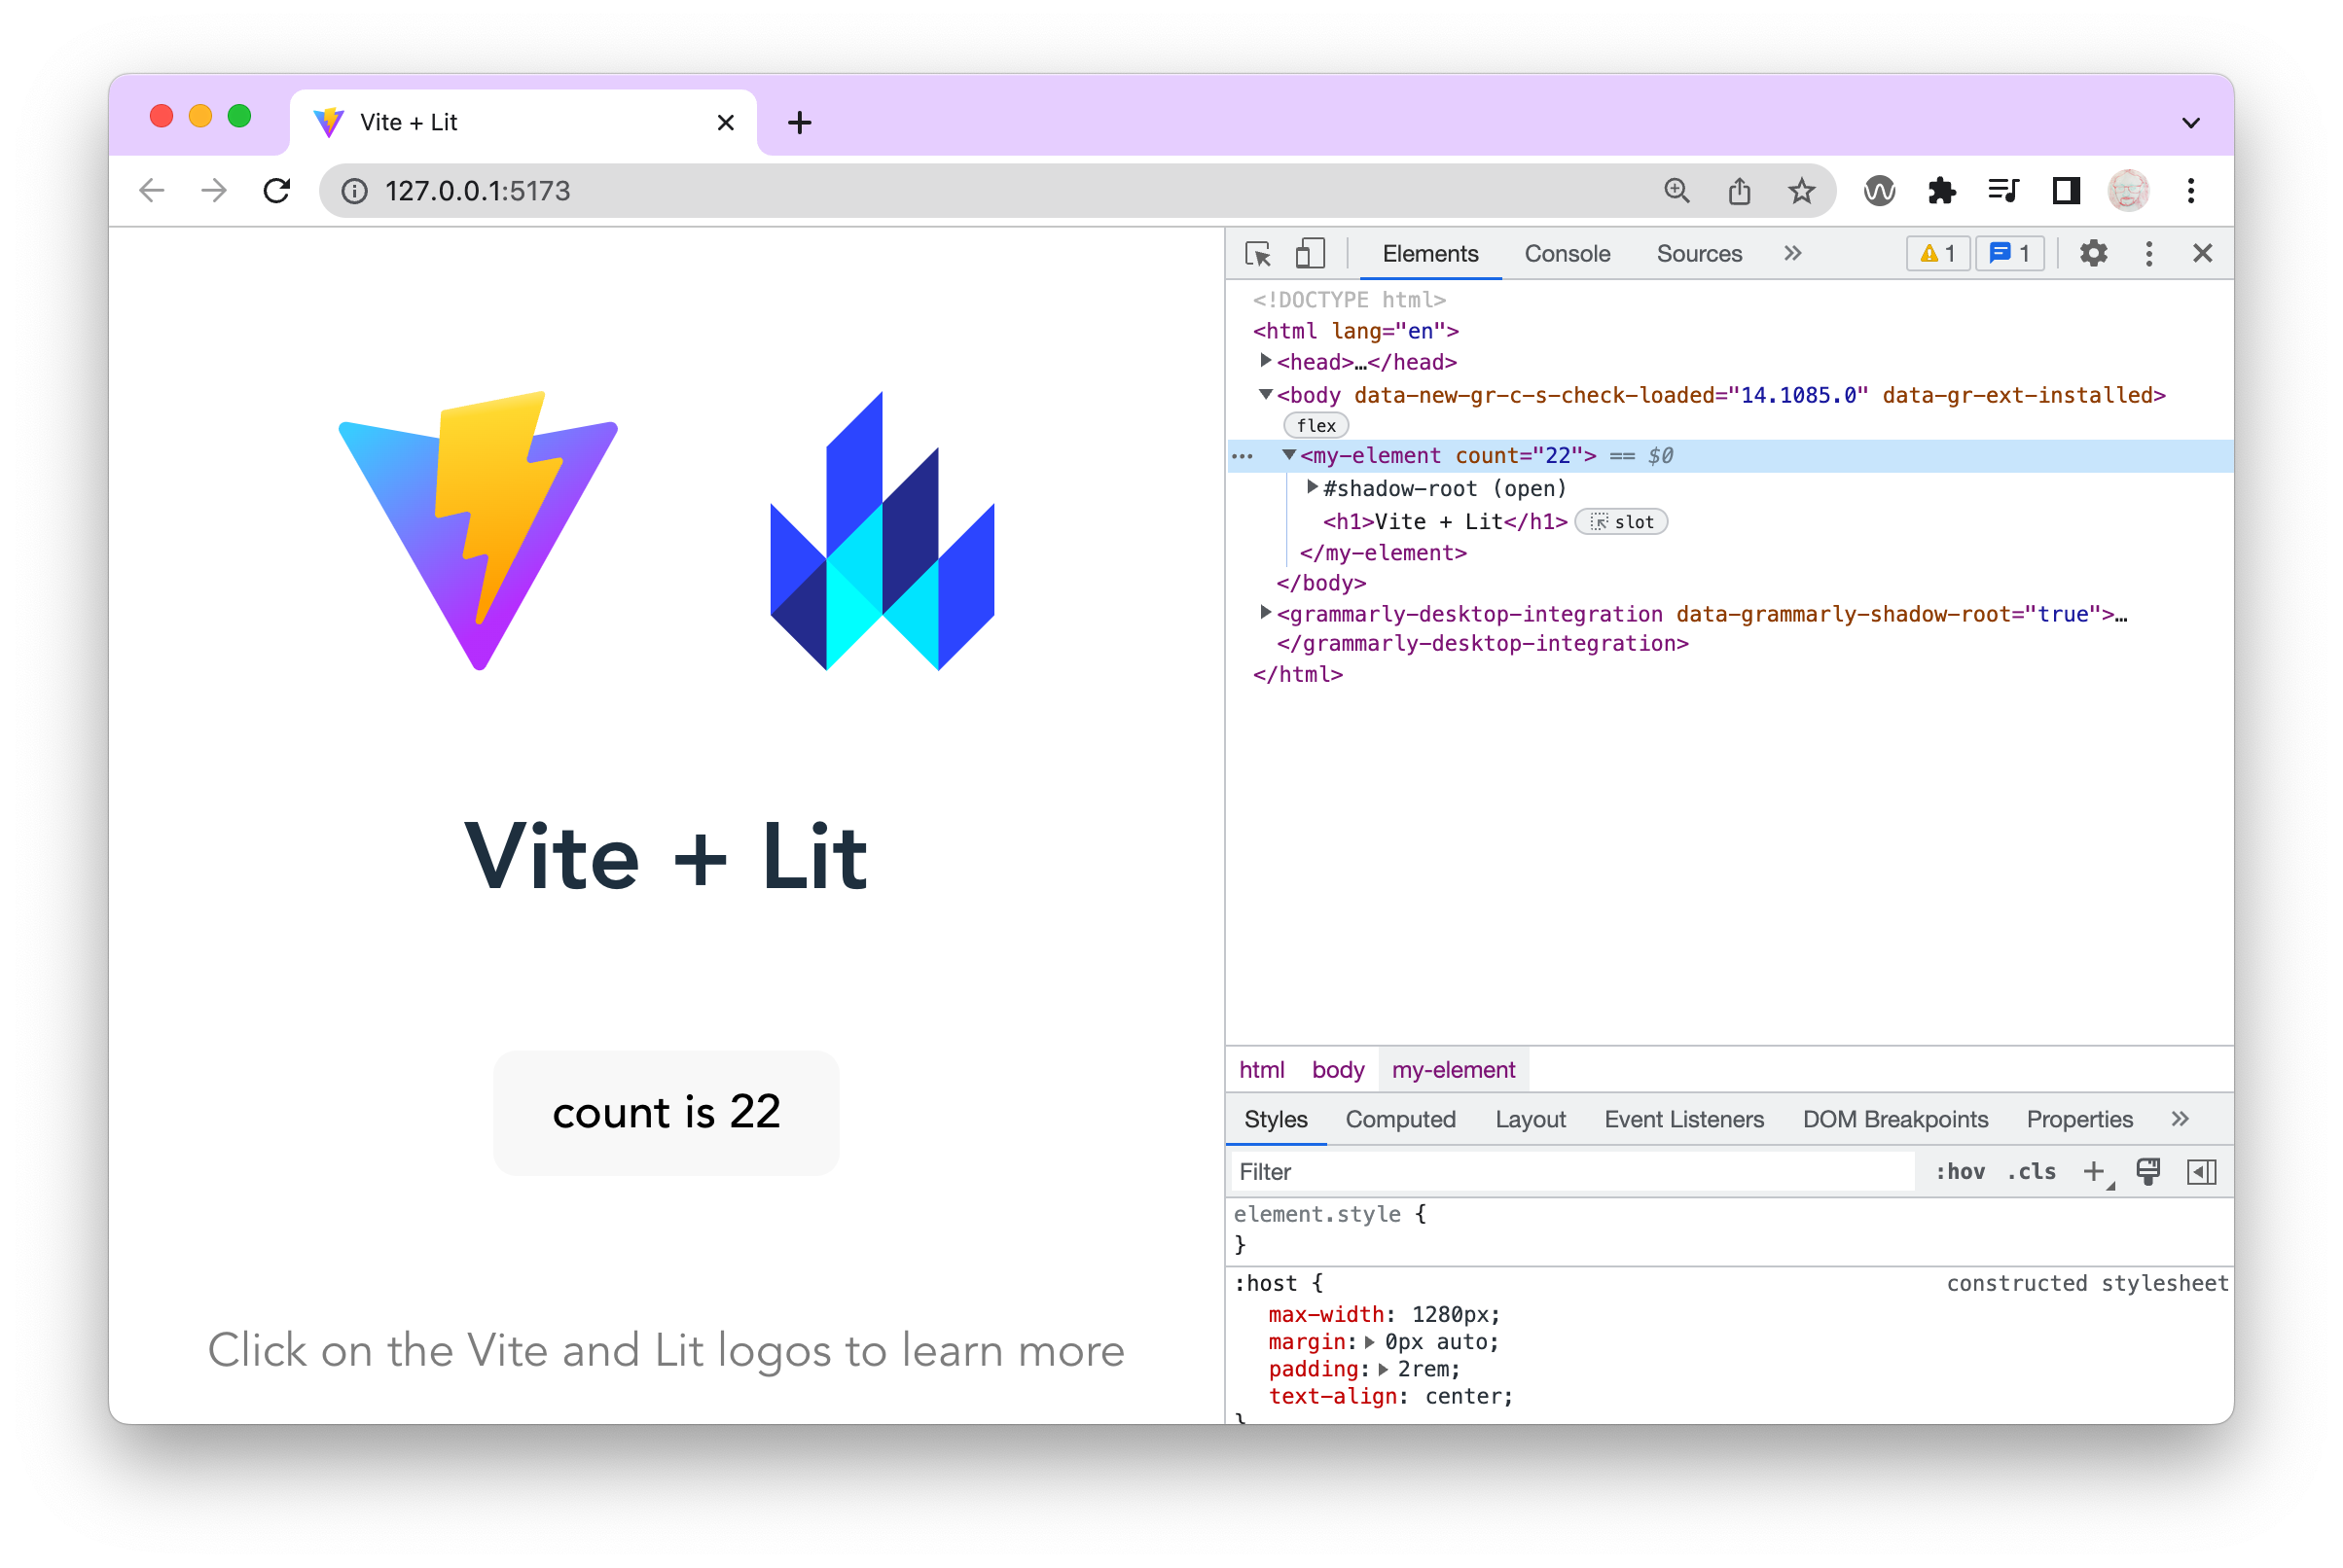 Vite + Lit
127.0.0.1:5173
Elements Console Sources 1 1
<!DOCTYPE html>
<html lang="en">
<head>…</head>
<body data-new-gr-c-s-check-loaded="14.1085.0" data-gr-ext-installed>
flex
<my-element count="22"> == $0
#shadow-root (open)
<h1>Vite + Lit</h1> slot
</my-element>
</body>
<grammarly-desktop-integration data-grammarly-shadow-root="true">…
</grammarly-desktop-integration>
</html>
Vite + Lit
count is 22
Click on the Vite and Lit logos to learn more
html body my-element
Styles Computed Layout Event Listeners DOM Breakpoints Properties
Filter :hov .cls
element.style {
}
:host { constructed stylesheet
max-width: 1280px;
margin: 0px auto;
padding: 2rem;
text-align: center;
}